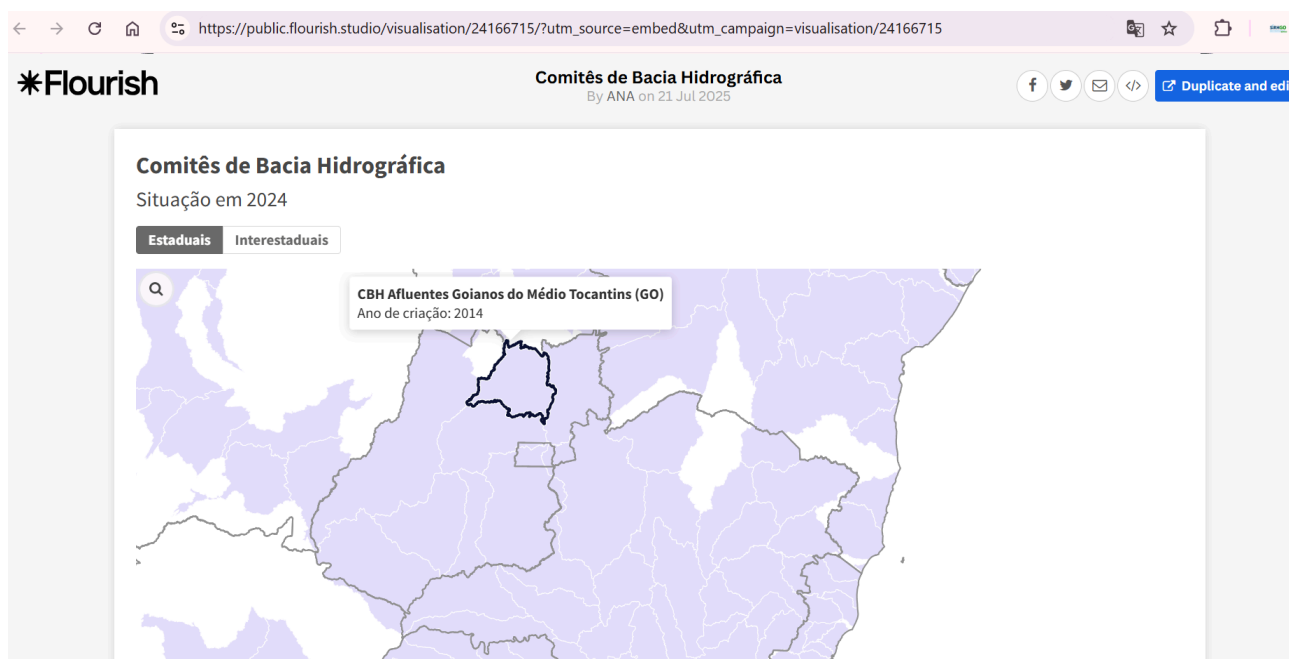 https://public.flourish.studio/visualisation/24166715/?utm_source=embed&utm_campaign=visualisation/24166715
✱Flourish
Comitês de Bacia Hidrográfica
By ANA on 21 Jul 2025
</> Duplicate and edi
Comitês de Bacia Hidrográfica
Situação em 2024
Estaduais Interestaduais
CBH Afluentes Goianos do Médio Tocantins (GO)
Ano de criação: 2014